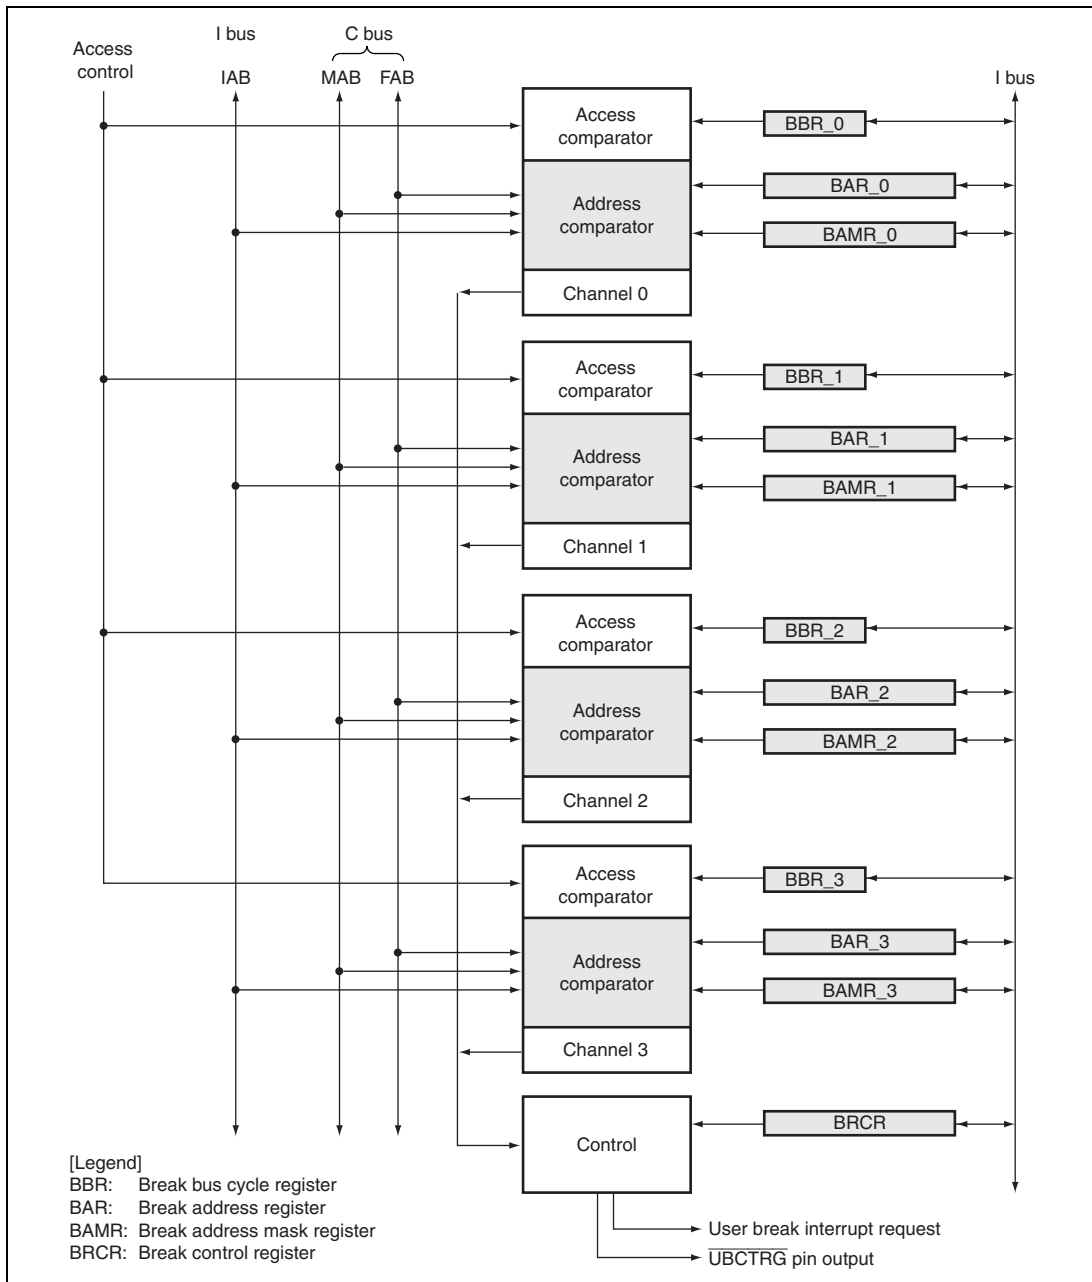 I bus
C bus
Access
control
IAB
MAB
FAB
I bus
Access
comparator
BBR_0
Address
comparator
BAR_0
BAMR_0
Channel 0
Access
comparator
BBR_1
Address
comparator
BAR_1
BAMR_1
Channel 1
Access
comparator
BBR_2
Address
comparator
BAR_2
BAMR_2
Channel 2
Access
comparator
BBR_3
Address
comparator
BAR_3
BAMR_3
Channel 3
Control
BRCR
[Legend]
BBR: Break bus cycle register
BAR: Break address register
BAMR: Break address mask register
BRCR: Break control register
User break interrupt request
UBCTRG pin output